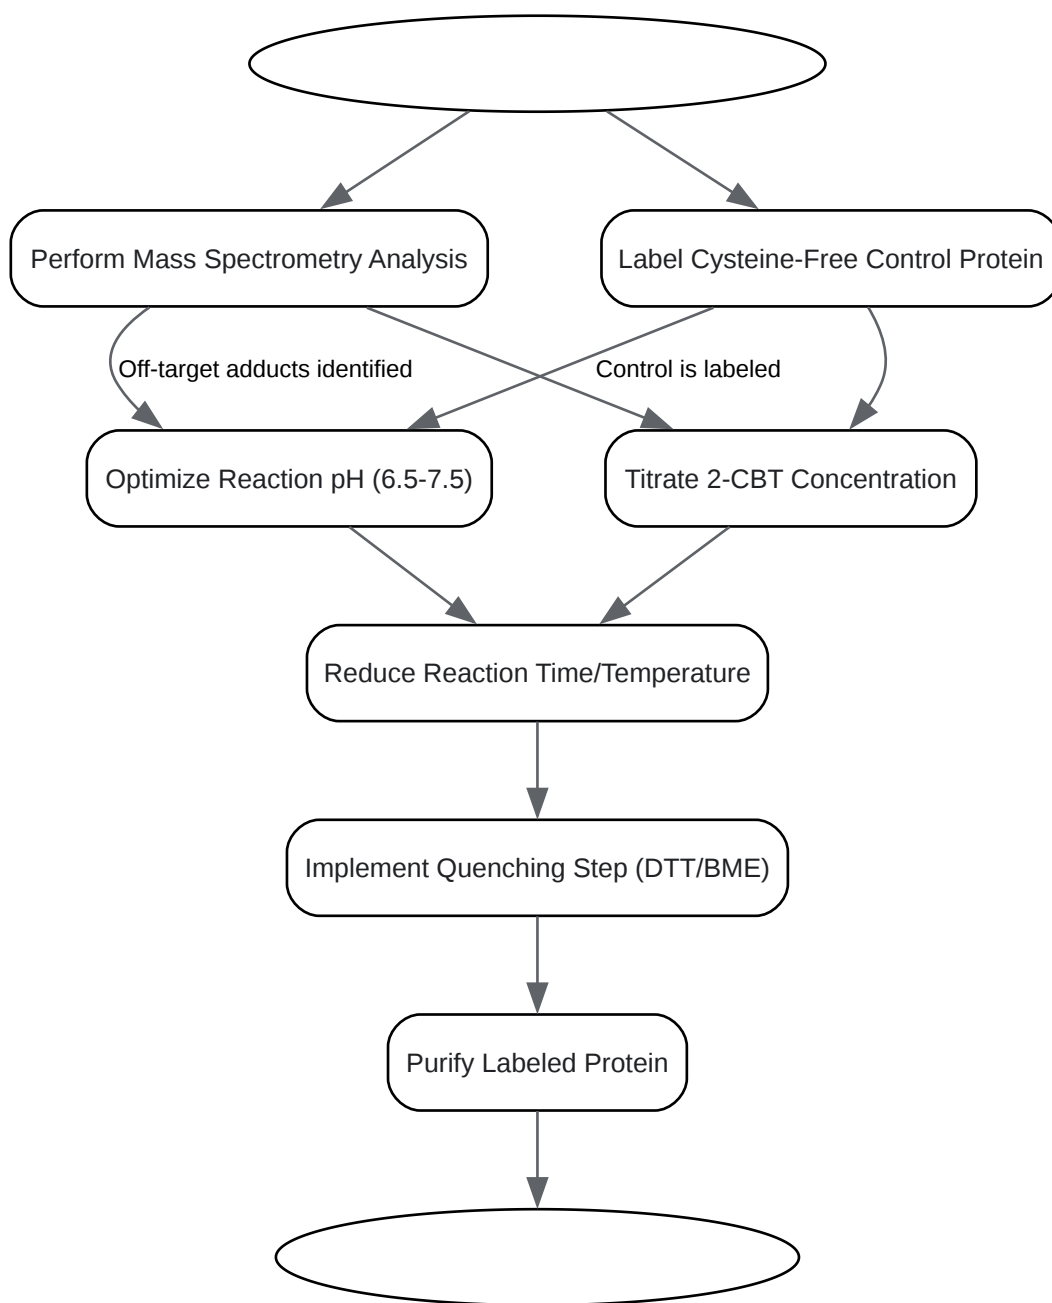 Perform Mass Spectrometry Analysis
Label Cysteine-Free Control Protein
Off-target adducts identified
Control is labeled
Optimize Reaction pH (6.5-7.5)
Titrate 2-CBT Concentration
Reduce Reaction Time/Temperature
Implement Quenching Step (DTT/BME)
Purify Labeled Protein